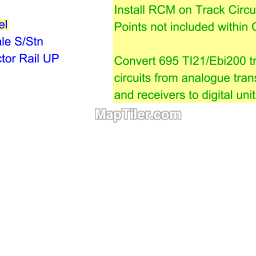 Install RCM on Track Circu
el
Points not included within
le S/Stn
ctor Rail UP
Convert 695 TI21/Ebi200 tr
circuits from analogue trans
and receivers to digital unit
MapTiler.com